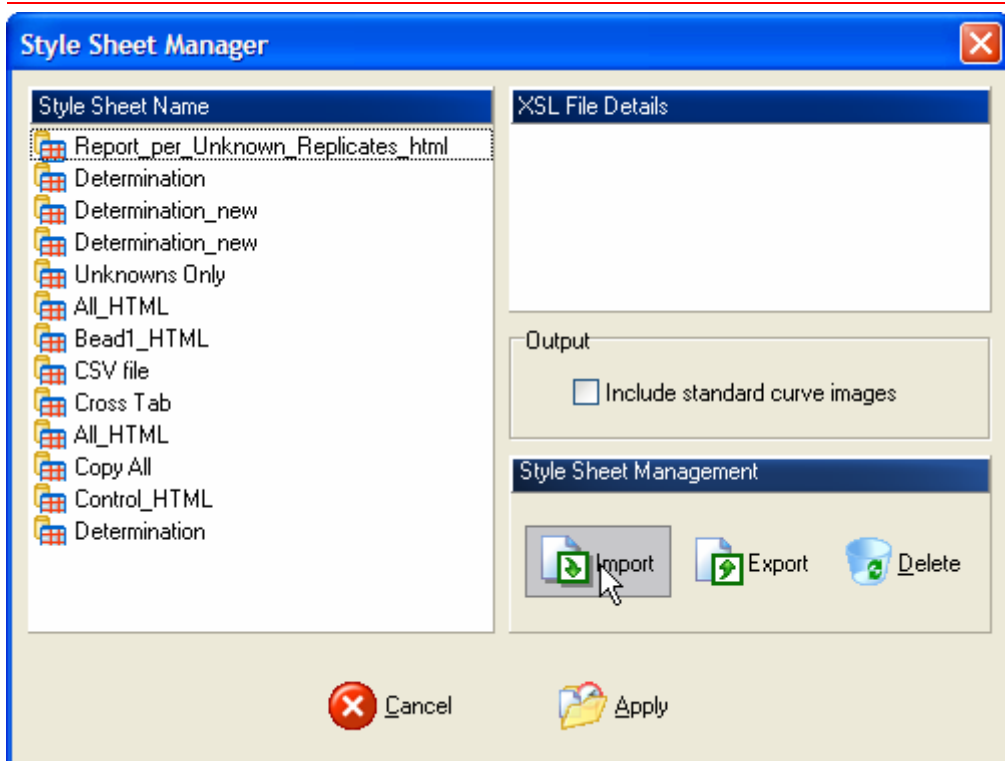 Style Sheet Manager
Style Sheet Name
Report_per_Unknown_Replicates_html
Determination
Determination_new
Determination_new
Unknowns Only
All_HTML
Bead1_HTML
CSV file
Cross Tab
All_HTML
Copy All
Control_HTML
Determination
XSL File Details
Output
Include standard curve images
Style Sheet Management
Import Export Delete
Cancel Apply